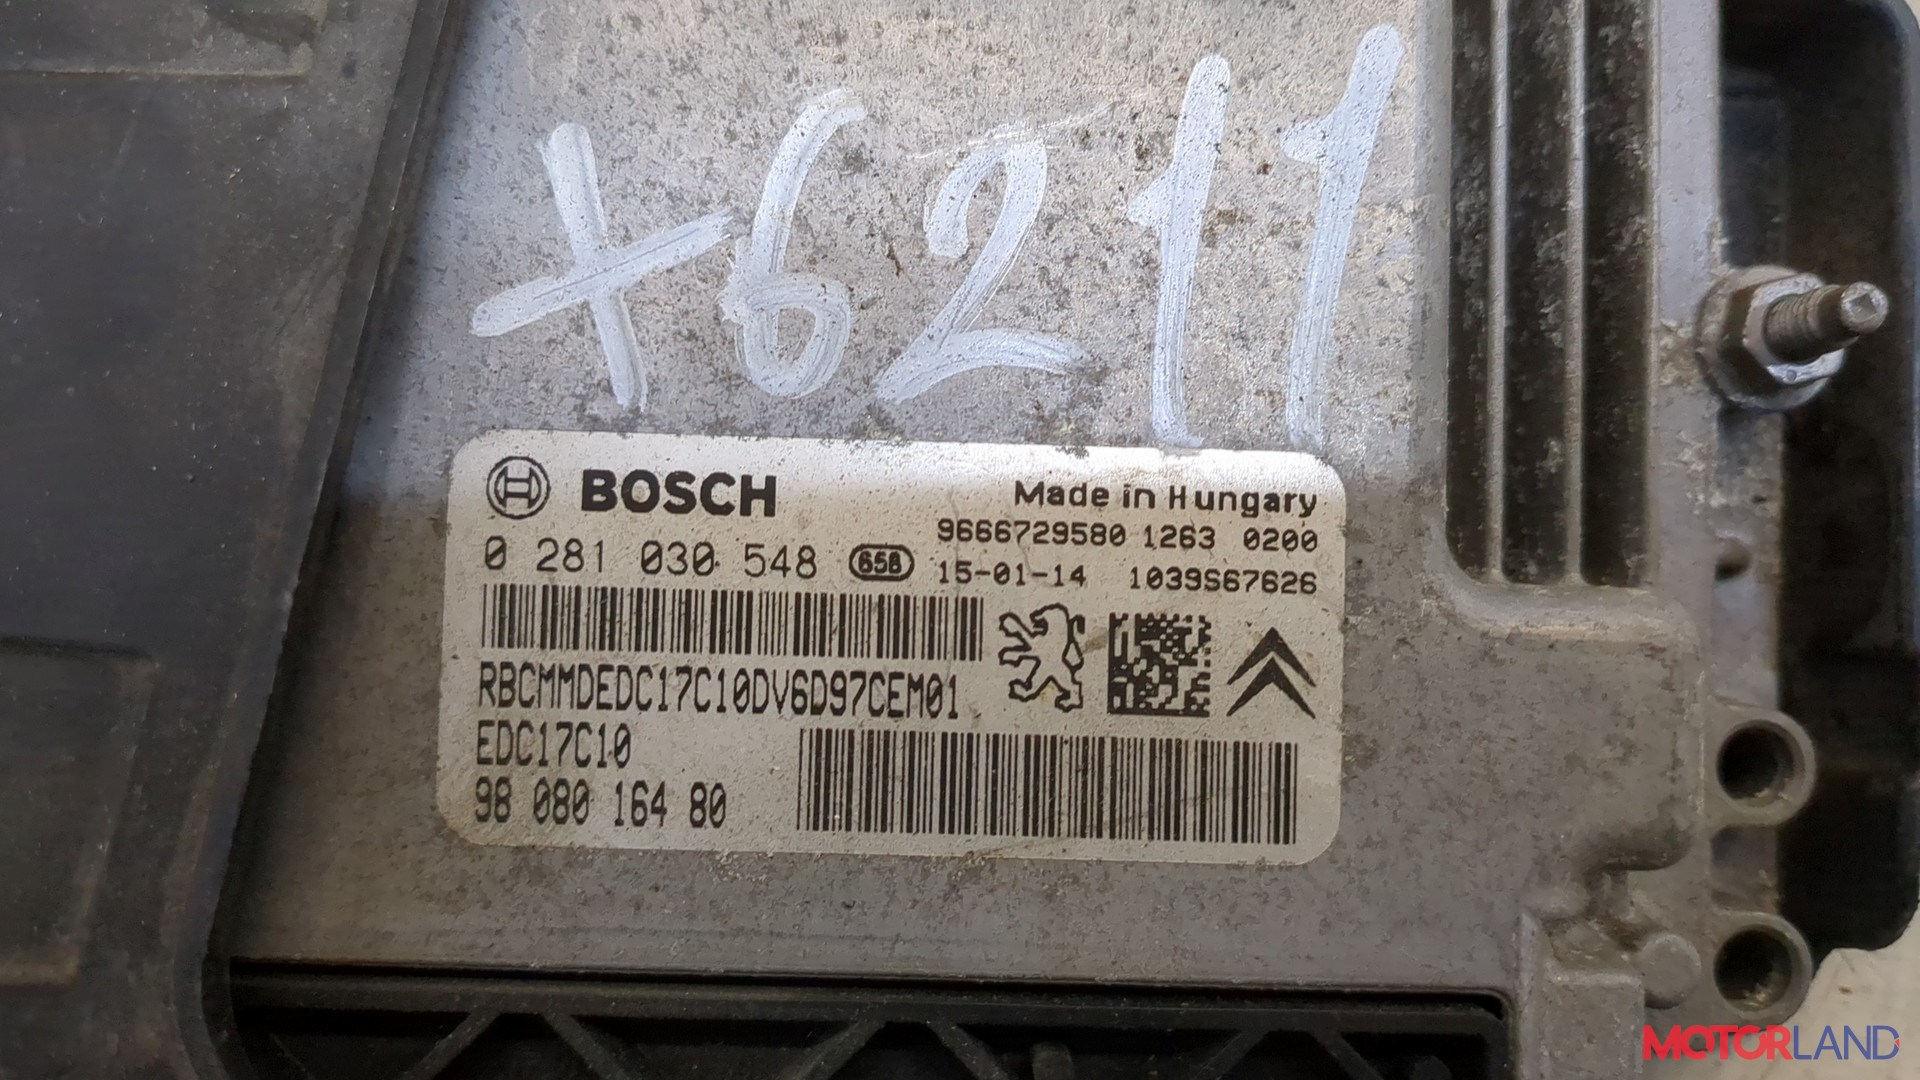 x6211
BOSCH
Made in Hungary
9666729580 1263 0200
0 281 030 548 658
15-01-14 1039S67626
RBCMMDEDC17C10DV6D97CEM01
EDC17C10
98 080 164 80
MOTORLAND